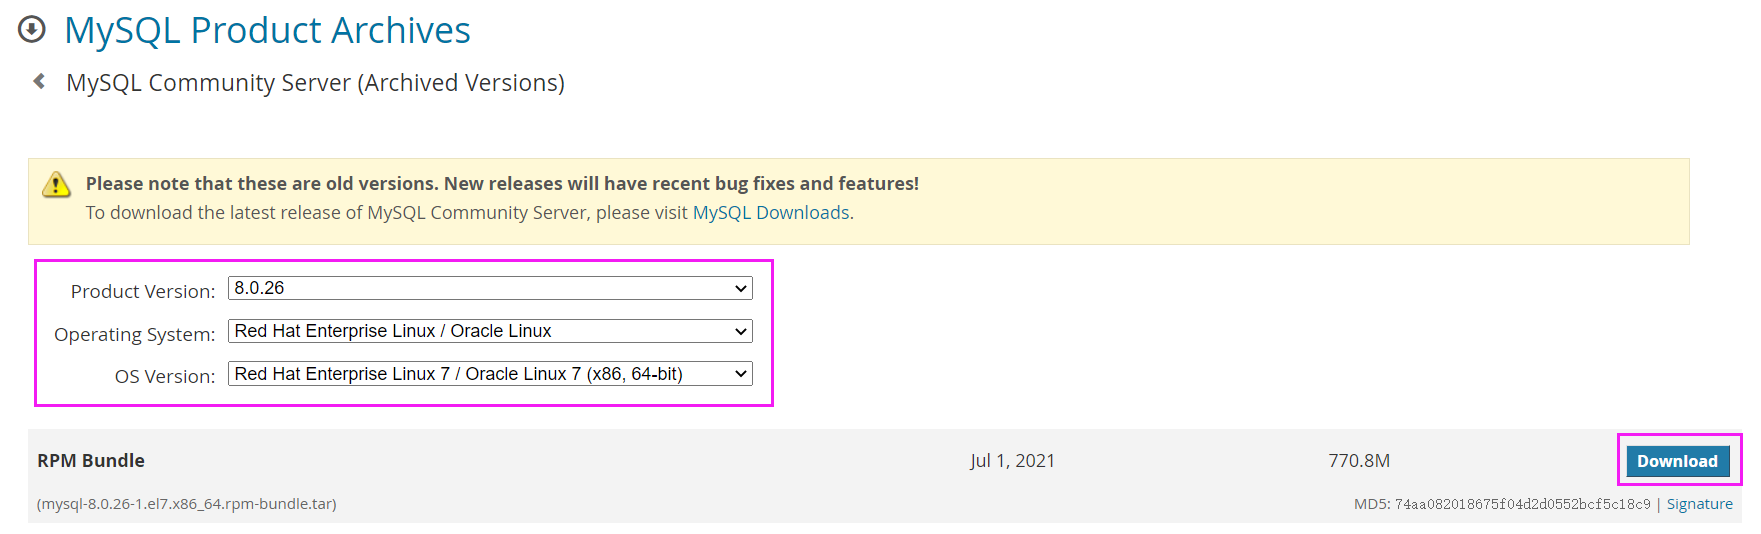 MySQL Product Archives
MySQL Community Server (Archived Versions)
Please note that these are old versions. New releases will have recent bug fixes and features!
To download the latest release of MySQL Community Server, please visit MySQL Downloads.
Product Version: 8.0.26
Operating System: Red Hat Enterprise Linux / Oracle Linux
OS Version: Red Hat Enterprise Linux 7 / Oracle Linux 7 (x86, 64-bit)
RPM Bundle Jul 1, 2021 770.8M Download
(mysql-8.0.26-1.el7.x86_64.rpm-bundle.tar) MD5: 74aa082018675f04d2d0552bcf5c18c9 | Signature